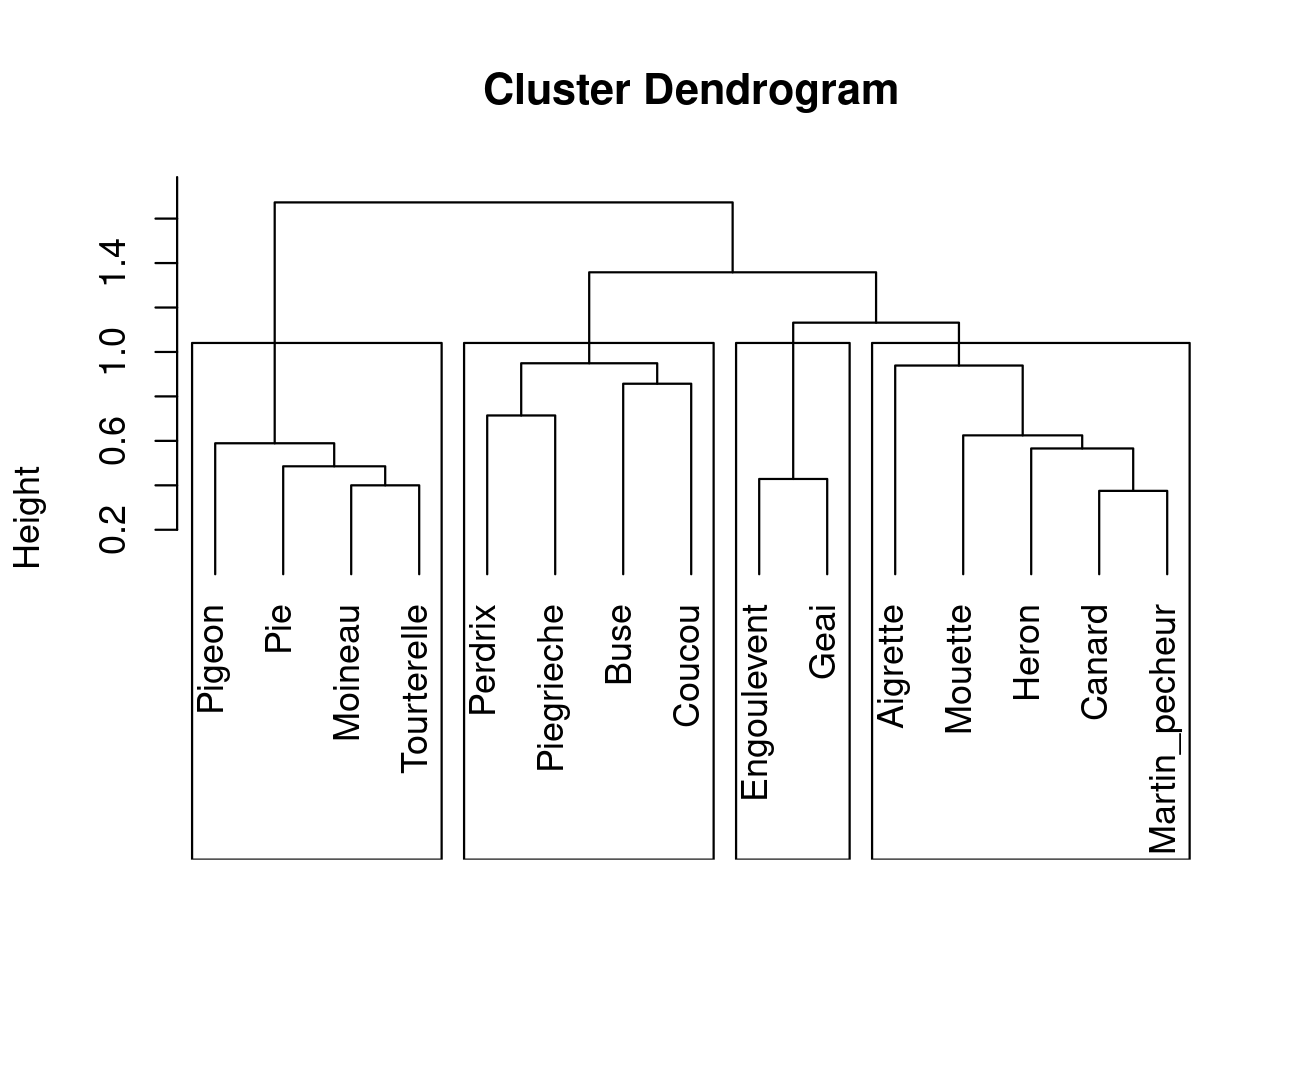 Cluster Dendrogram
Height
1.4
1.0
0.6
0.2
Pigeon
Pie
Moineau
Tourterelle
Perdrix
Piegrieche
Buse
Coucou
Engoulevent
Geai
Aigrette
Mouette
Heron
Canard
Martin_pecheur